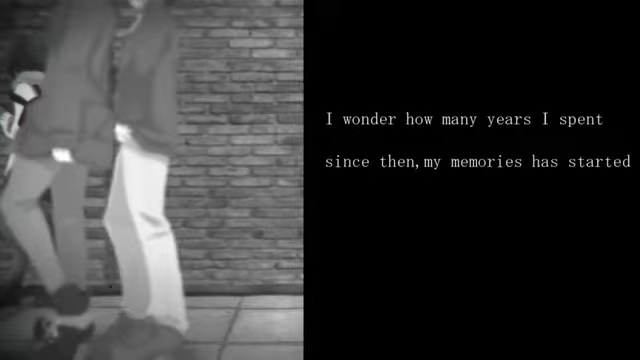 I wonder how many years I spent
since then,my memories has started